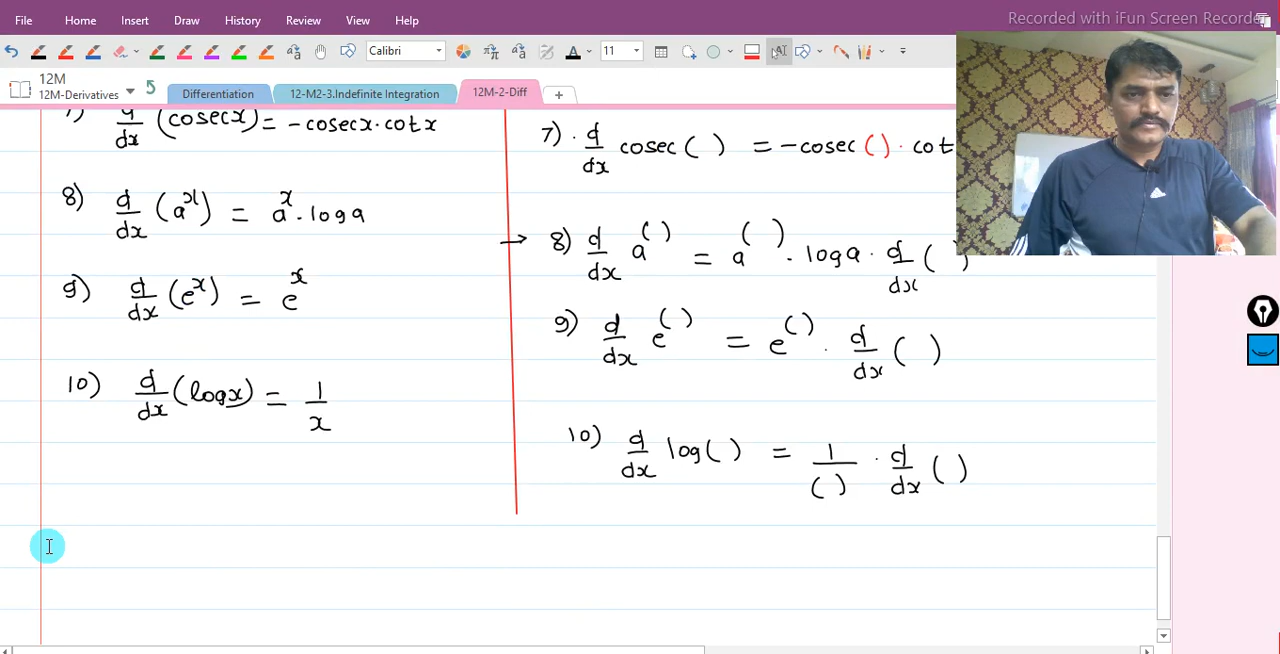 Recorded with iFun Screen Recorder
File Home Insert Draw History Review View Help
Calibri 11
12M
12M-Derivatives
Differentiation 12-M2-3.Indefinite Integration 12M-2-Diff +
7) d/dx (cosecx) = -cosecx·cotx
8) d/dx (a^x) = a^x · loga
9) d/dx (e^x) = e^x
10) d/dx (logx) = 1/x
7) · d/dx cosec ( ) = -cosec ( ) · cot
→ 8) d/dx a^( ) = a^( ) · loga · d/dx ( )
9) d/dx e^( ) = e^( ) · d/dx ( )
10) d/dx log( ) = 1/( ) · d/dx ( )